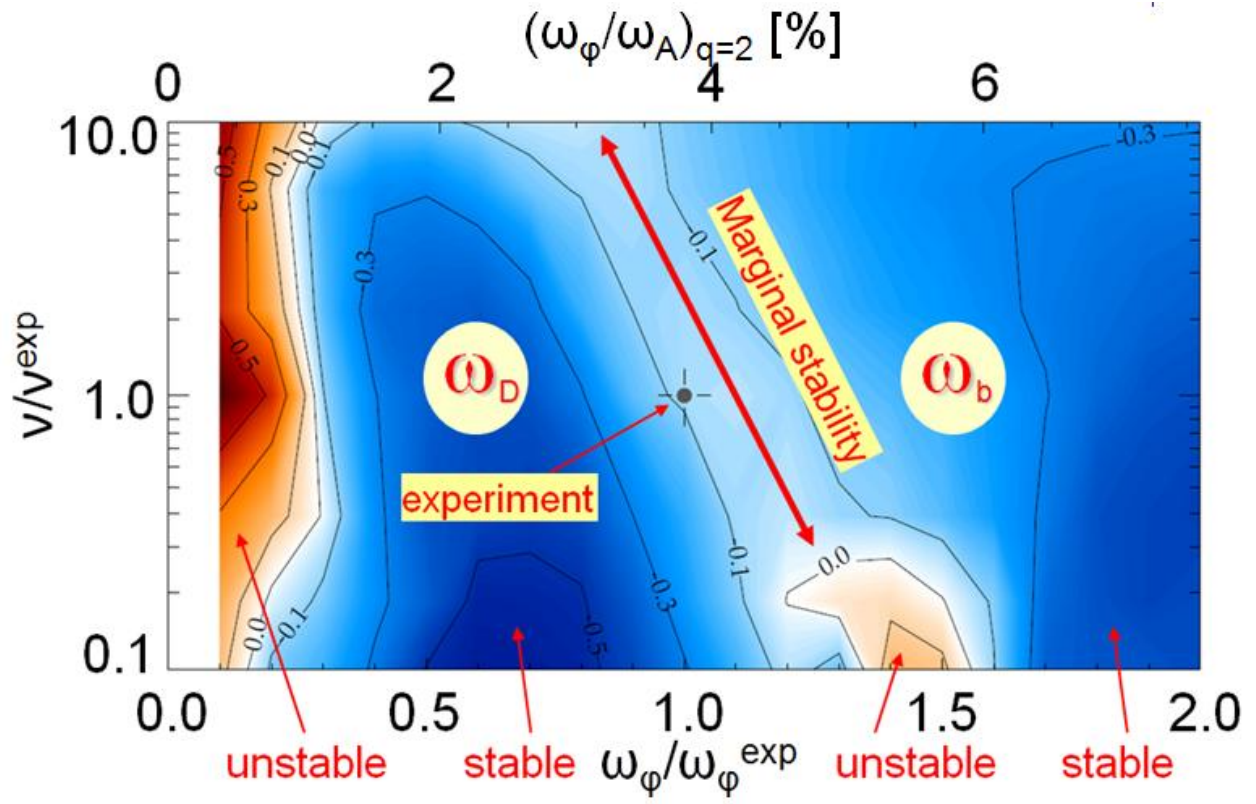 (ωφ/ωA)q=2 [%]
0 2 4 6
10.0
1.0
0.1
ν/νexp
0.5
0.3
0.1
0.0
-0.1
-0.3
-0.1
-0.3
0.5
Marginal stability
ωD
ωb
experiment
0.0
-0.1
-0.3
-0.5
0.0
-0.1
0.0 0.5 1.0 1.5 2.0
unstable stable ωφ/ωφexp unstable stable